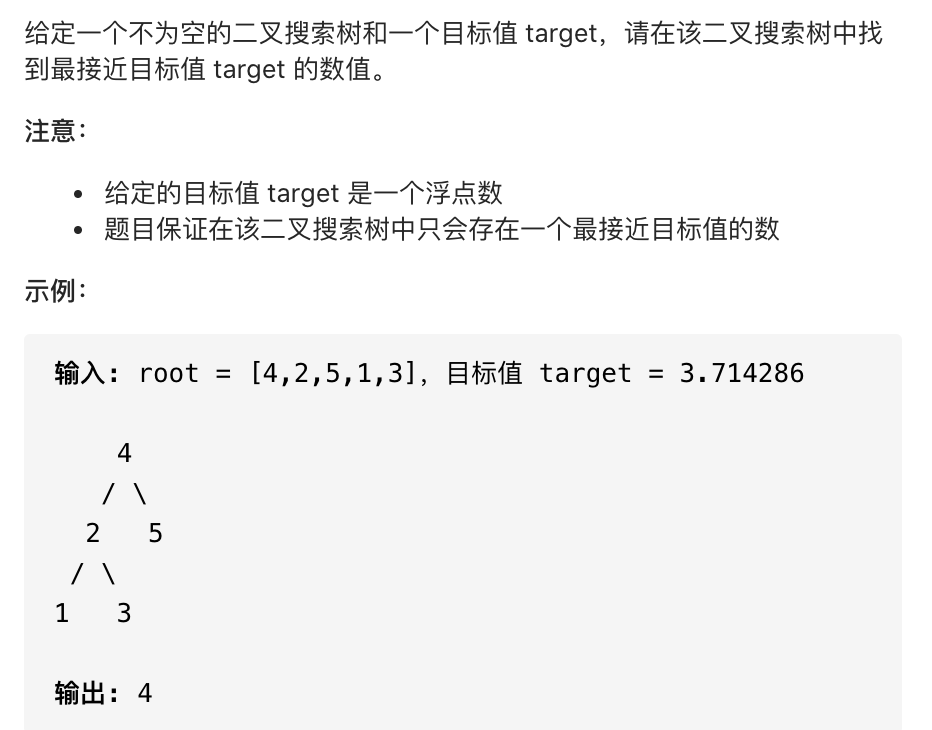 给定一个不为空的二叉搜索树和一个目标值 target，请在该二叉搜索树中找
到最接近目标值 target 的数值。
注意：
• 给定的目标值 target 是一个浮点数
• 题目保证在该二叉搜索树中只会存在一个最接近目标值的数
示例：
输入: root = [4,2,5,1,3]，目标值 target = 3.714286
4
/ \
2 5
/ \
1 3
输出: 4